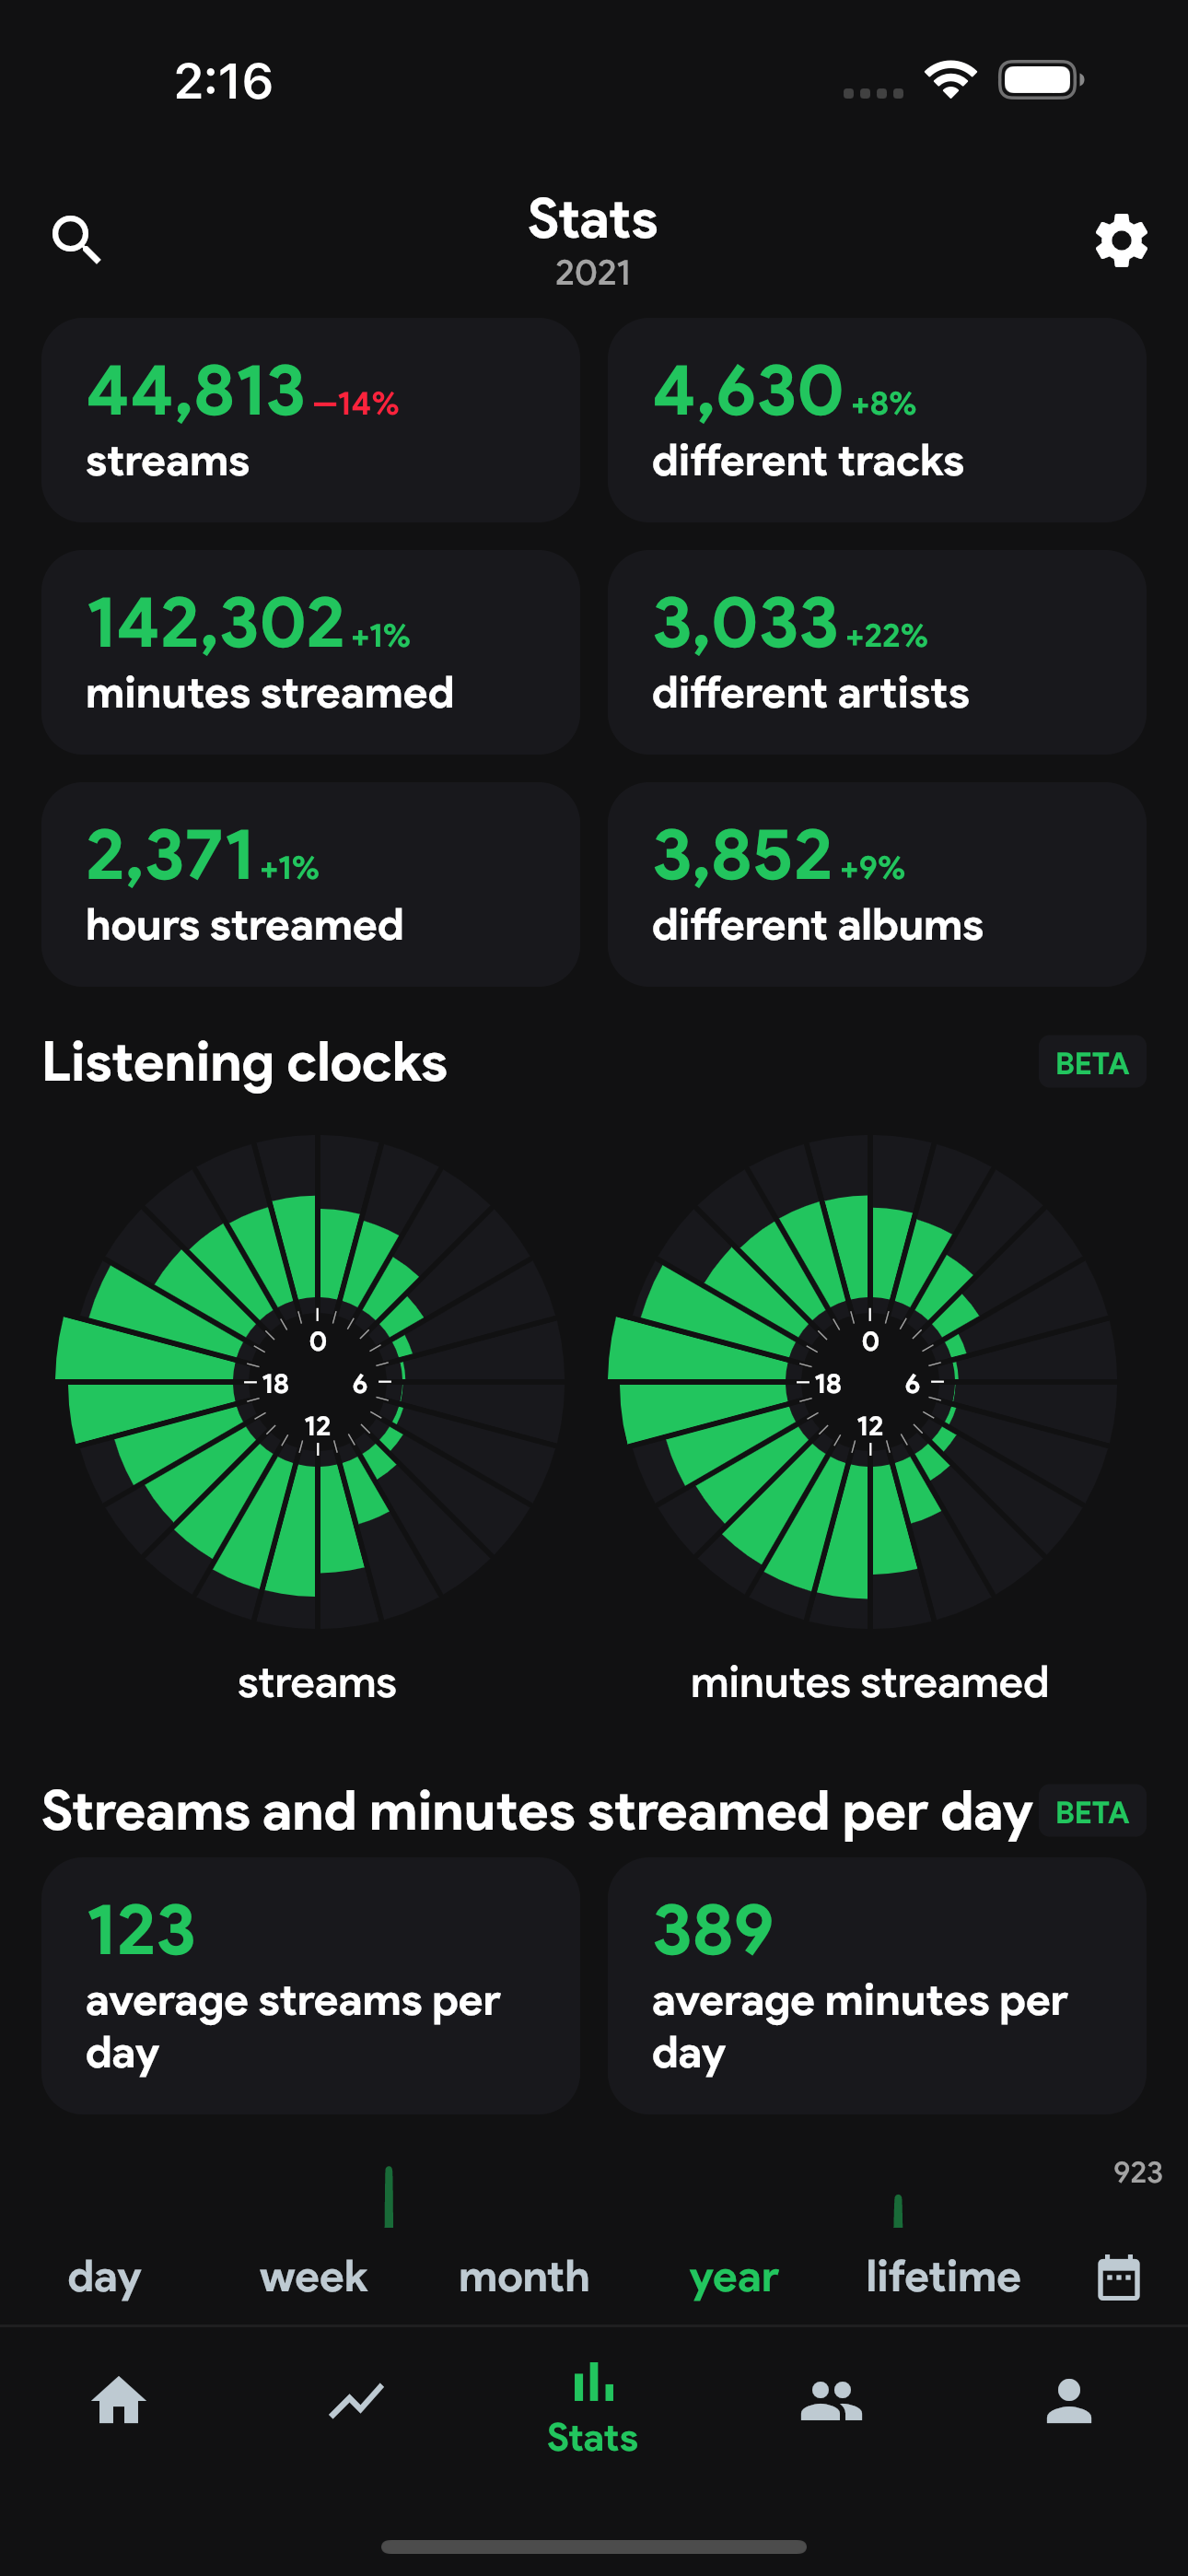 2:16
Stats
2021
44,813 –14%
streams
4,630 +8%
different tracks
142,302 +1%
minutes streamed
3,033 +22%
different artists
2,371 +1%
hours streamed
3,852 +9%
different albums
Listening clocks
BETA
0
18 6
12
0
18 6
12
streams
minutes streamed
Streams and minutes streamed per day
BETA
123
average streams per
day
389
average minutes per
day
923
day week month year lifetime
Stats